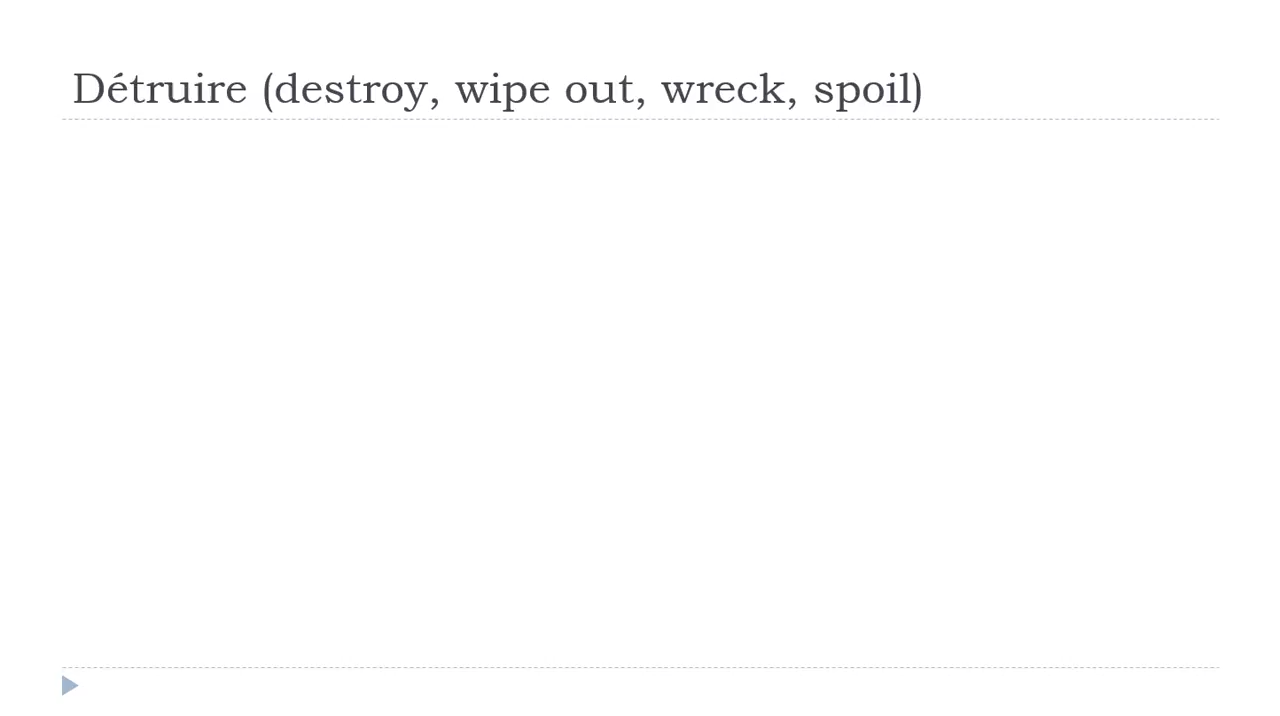 Détruire (destroy, wipe out, wreck, spoil)